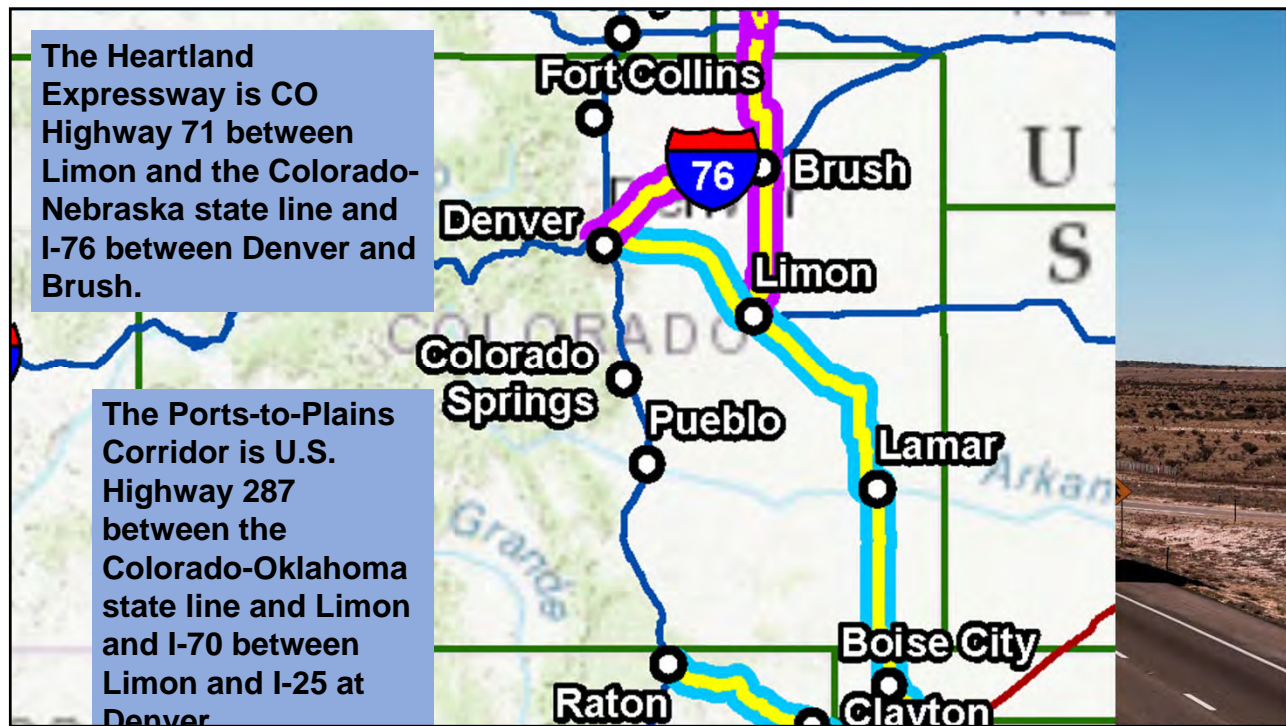 The Heartland
Expressway is CO
Highway 71 between
Limon and the Colorado-
Nebraska state line and
I-76 between Denver and
Brush.
The Ports-to-Plains
Corridor is U.S.
Highway 287
between the
Colorado-Oklahoma
state line and Limon
and I-70 between
Limon and I-25 at
Denver
Fort Collins
76
Brush
U
Denver
S
Limon
COLORADO
Colorado
Springs
Pueblo
Lamar
Arkan
Grande
Boise City
Raton
Clayton